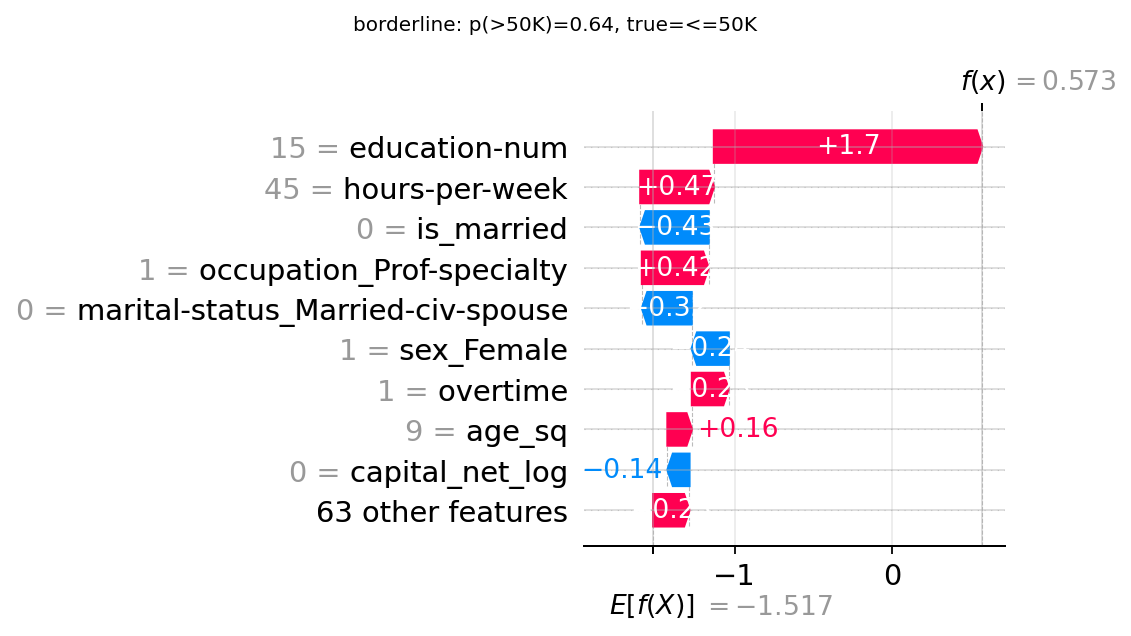 borderline: p(>50K)=0.64, true=<=50K
f(x) = 0.573
15 = education-num
+1.7
45 = hours-per-week
+0.47
0 = is_married
−0.43
1 = occupation_Prof-specialty
+0.42
0 = marital-status_Married-civ-spouse
−0.3
1 = sex_Female
1 = overtime
9 = age_sq
+0.16
0 = capital_net_log
−0.14
63 other features
−1 0
E[f(X)] = −1.517